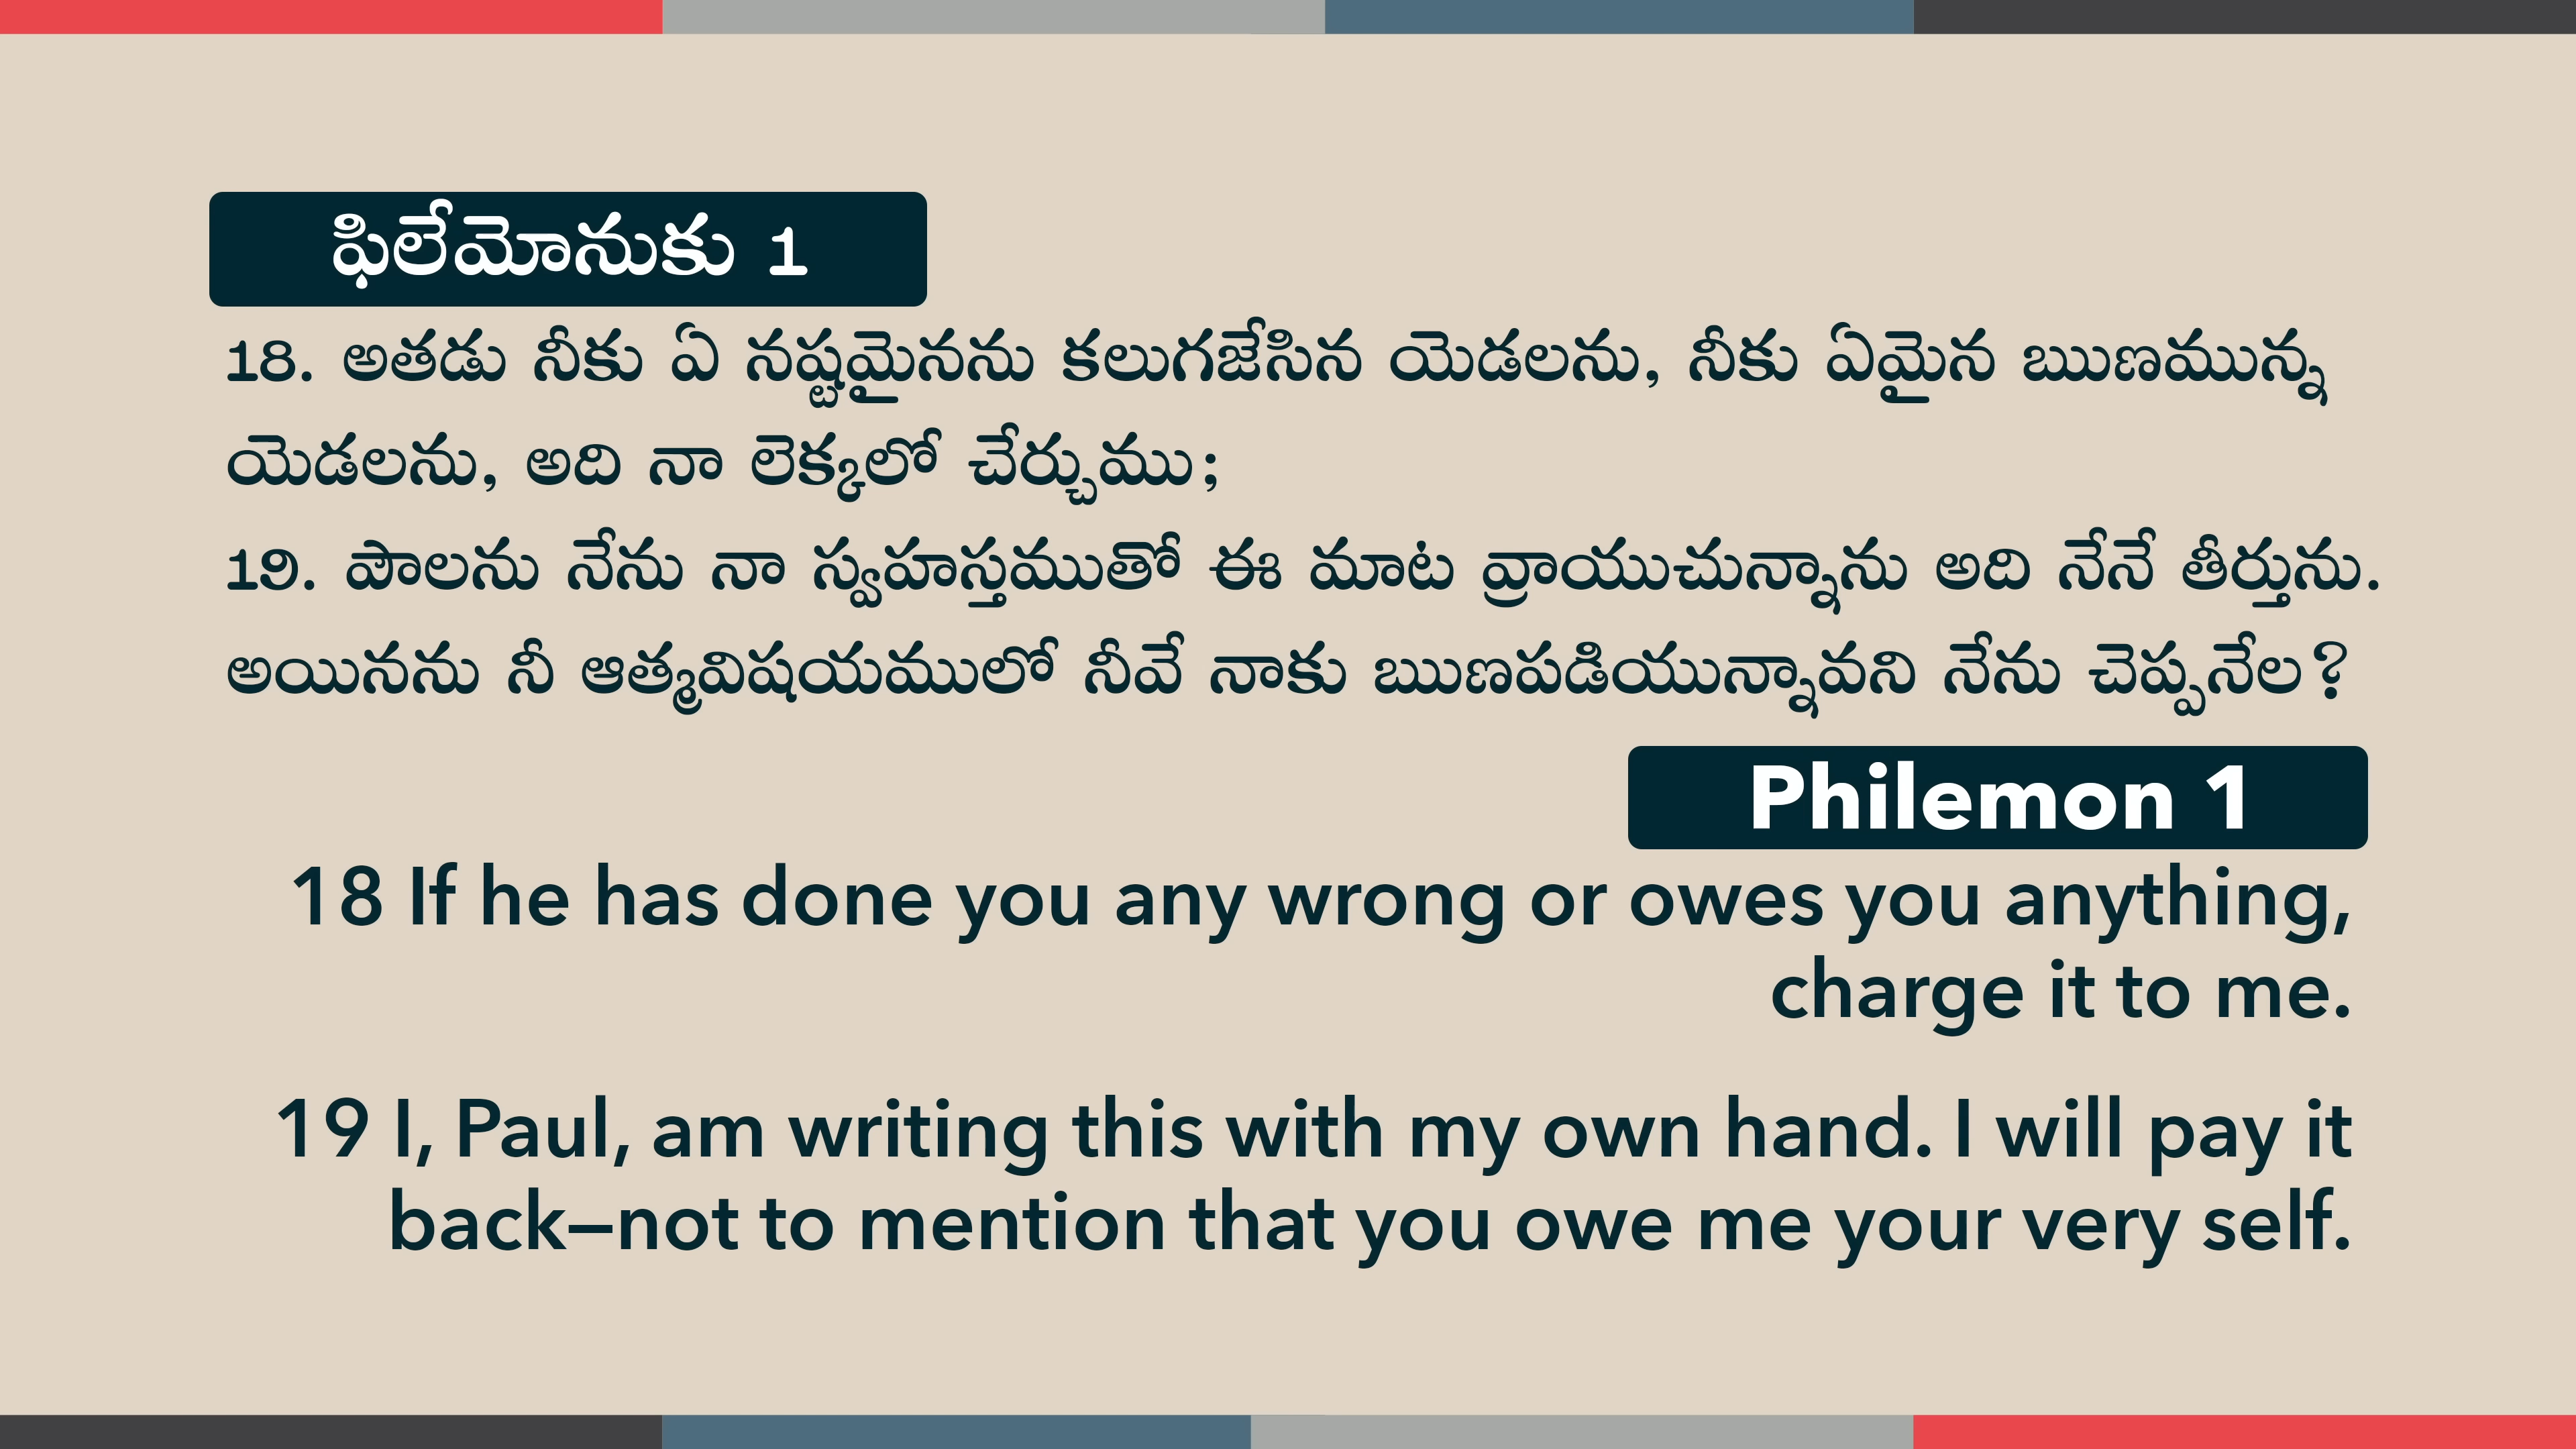 ఫిలేమోనుకు 1
18. అతడు నీకు ఏ నష్టమైనను కలుగజేసిన యెడలను, నీకు ఏమైన ఋణమున్న
యెడలను, అది నా లెక్కలో చేర్చుము;
19. పౌలను నేను నా స్వహస్తముతో ఈ మాట వ్రాయుచున్నాను అది నేనే తీర్తును.
అయినను నీ ఆత్మవిషయములో నీవే నాకు ఋణపడియున్నావని నేను చెప్పనేల?
Philemon 1
18 If he has done you any wrong or owes you anything,
charge it to me.
19 I, Paul, am writing this with my own hand. I will pay it
back—not to mention that you owe me your very self.